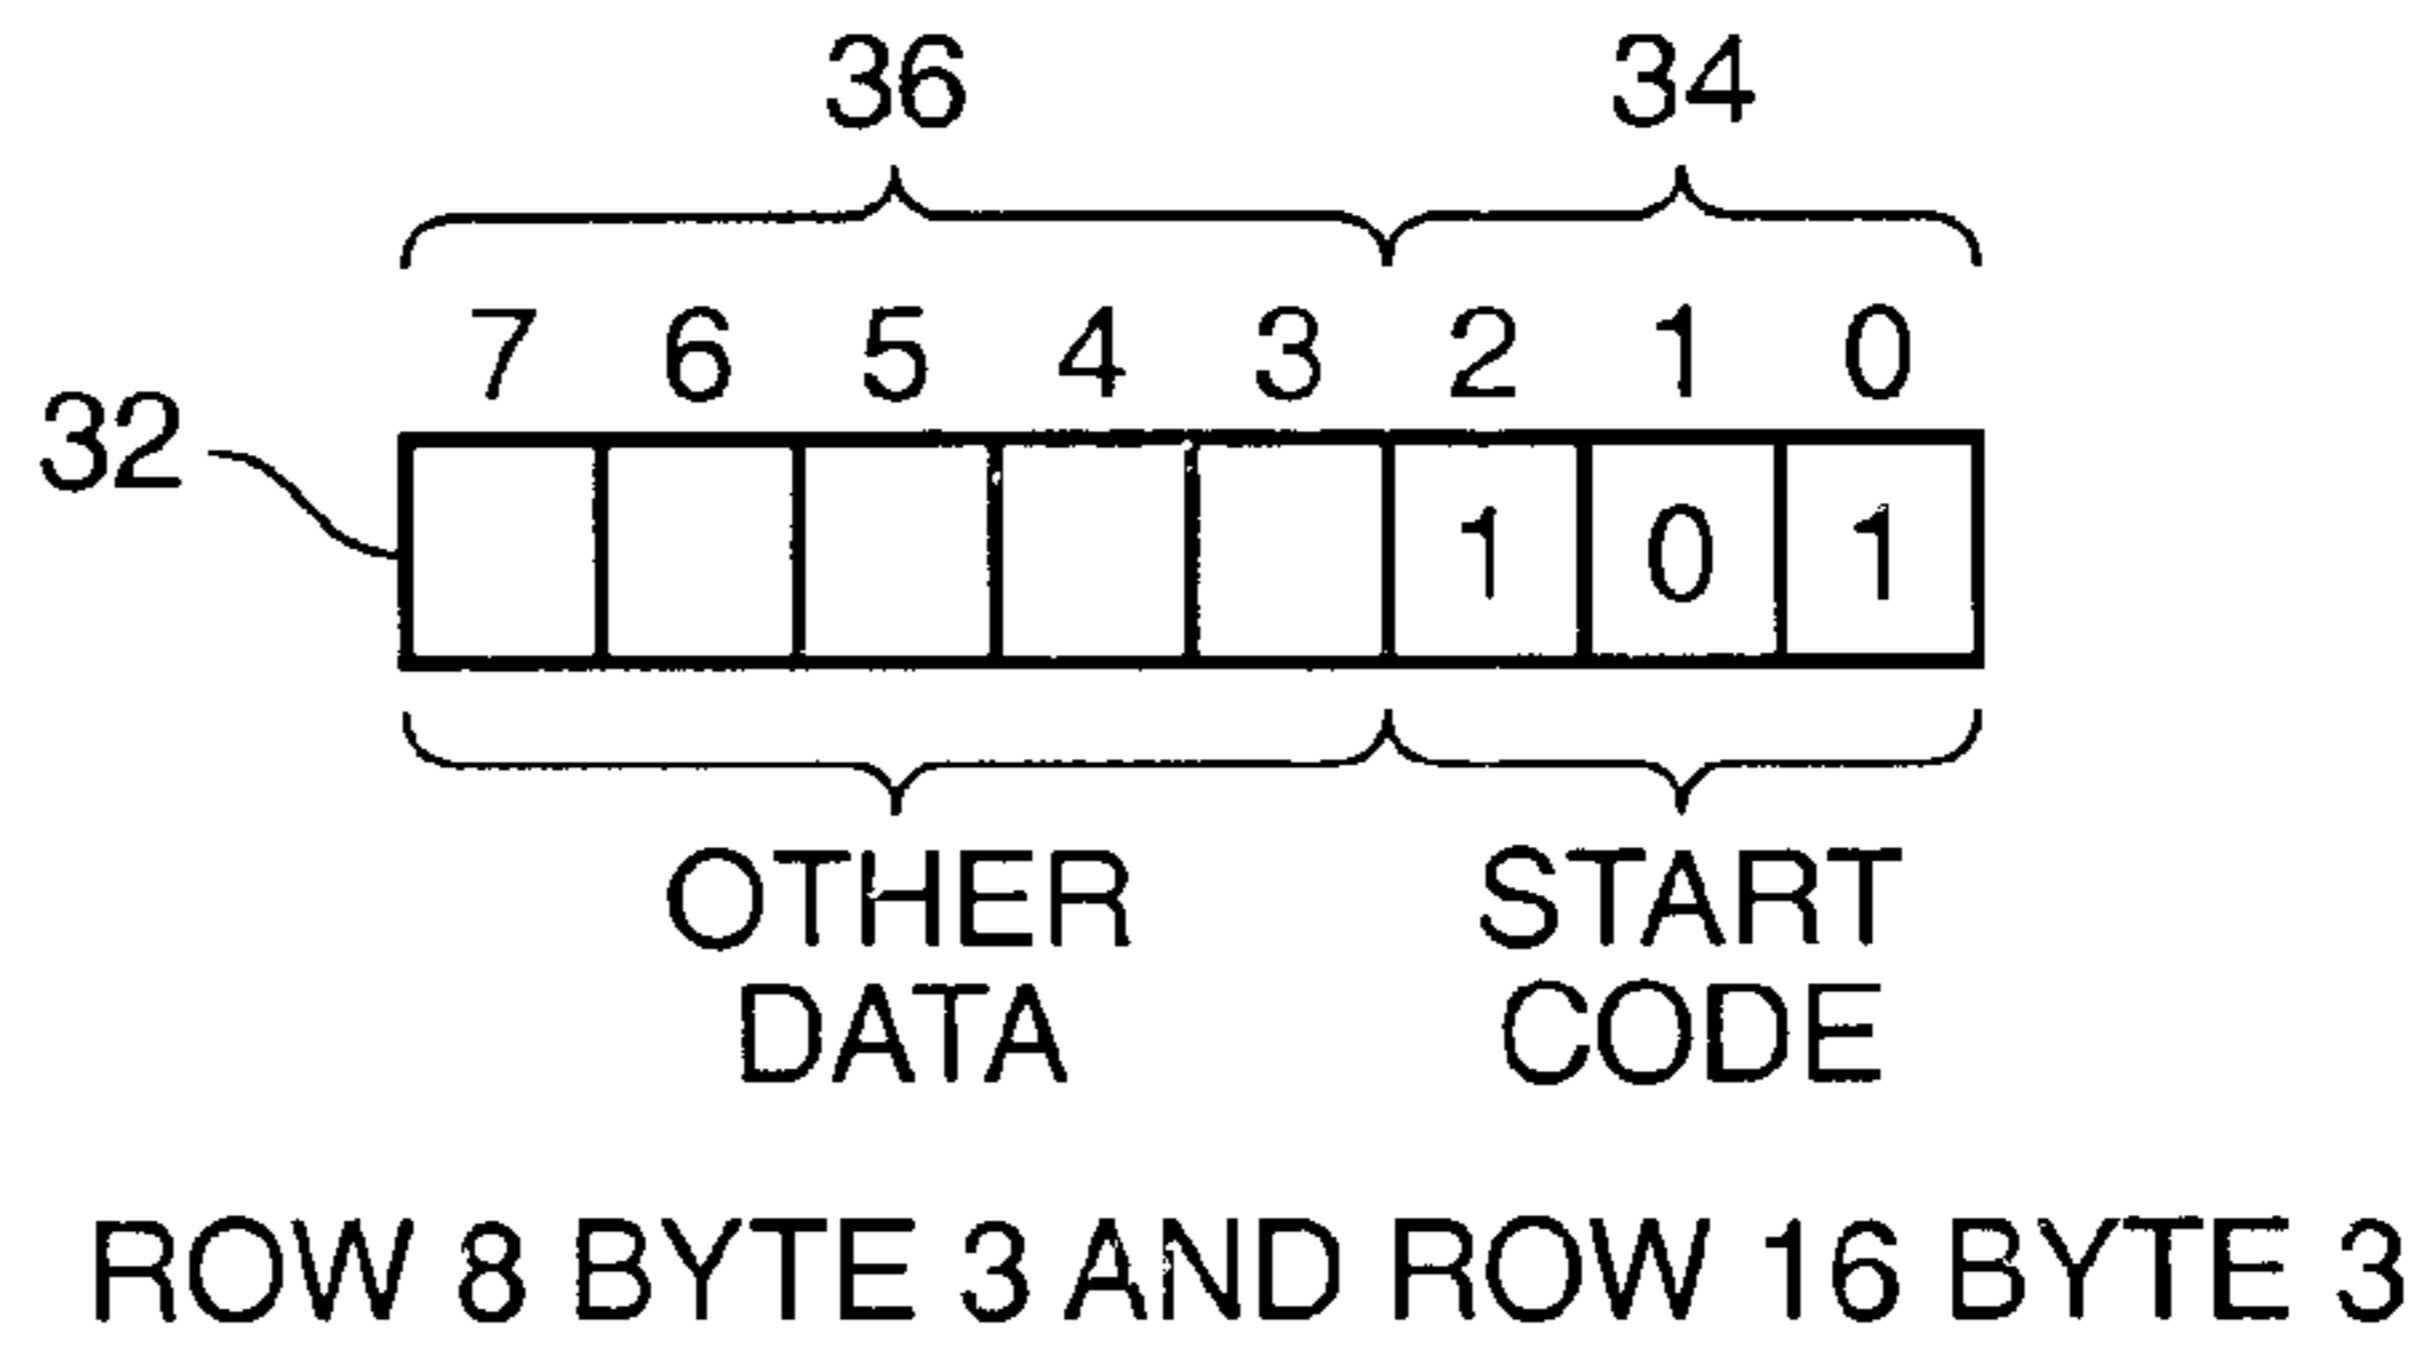 36 34
7 6 5 4 3 2 1 0
32
1 0 1
OTHER START
DATA CODE
ROW 8 BYTE 3 AND ROW 16 BYTE 3